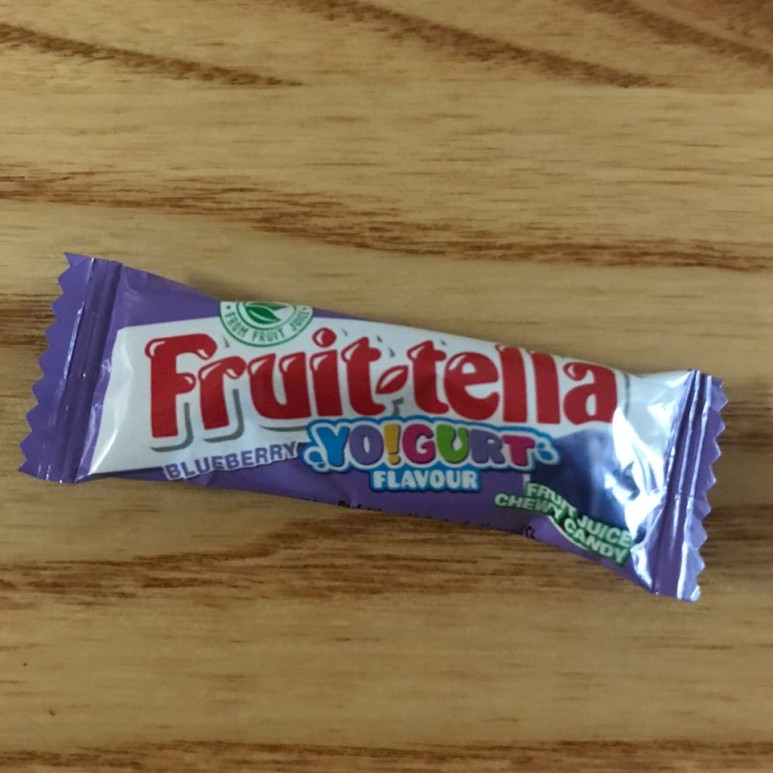 FROM FRUIT JUICE
Fruit-tella
BLUEBERRY YO!GURT
FLAVOUR
FRUIT JUICE
CHEWY CANDY